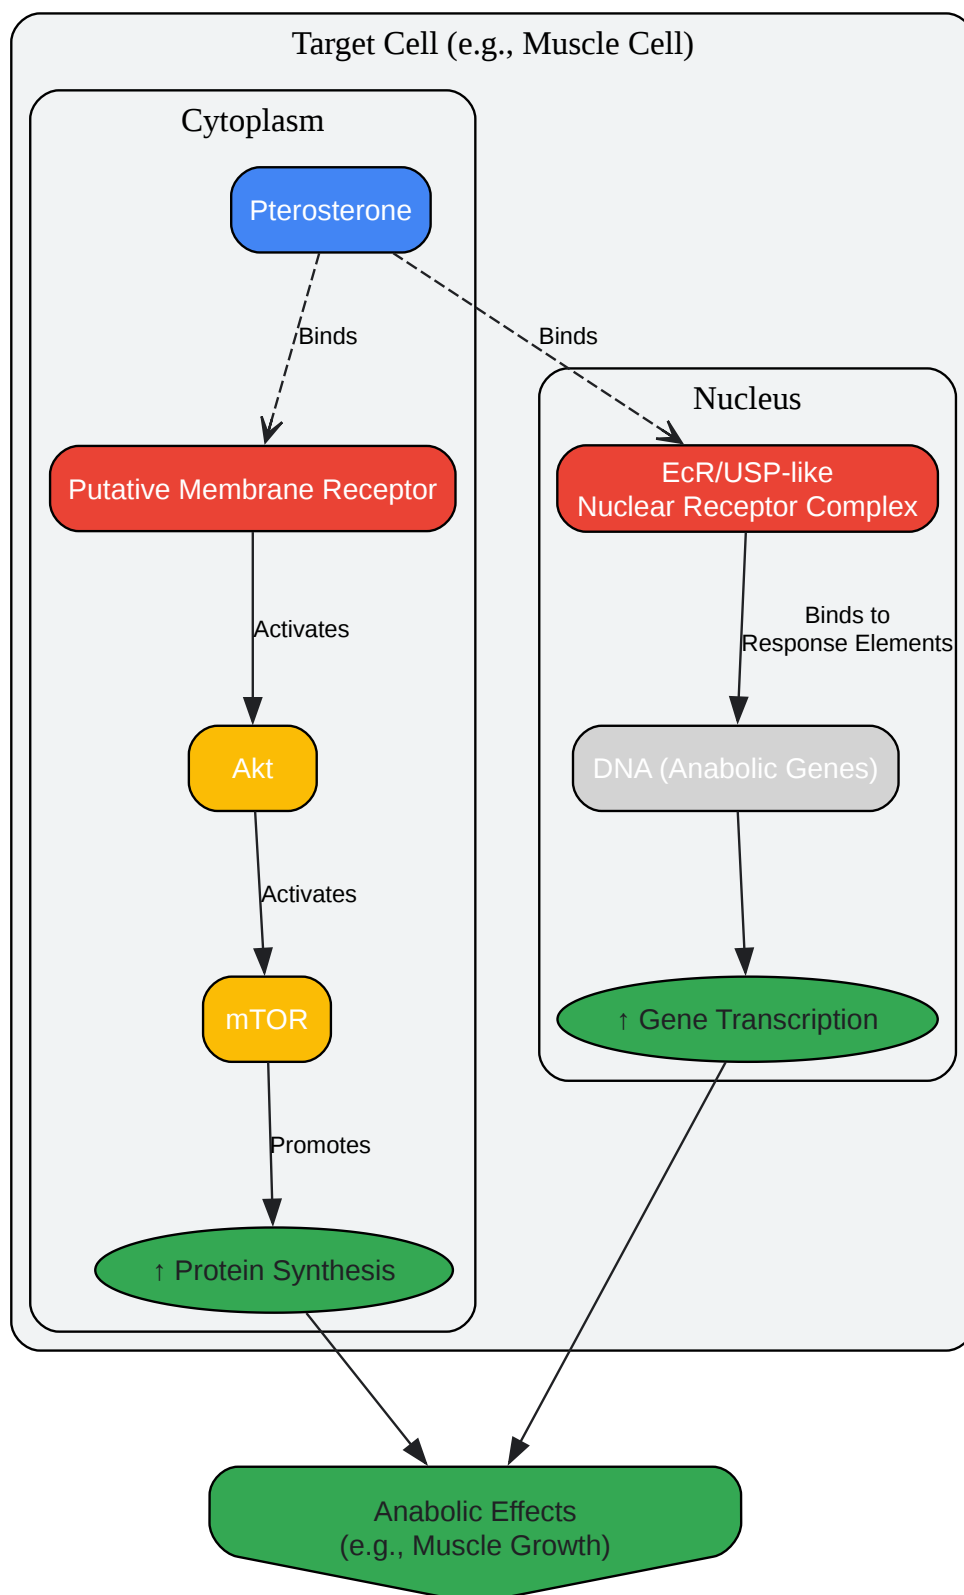 Target Cell (e.g., Muscle Cell)
Cytoplasm
Pterosterone
Binds
Binds
Nucleus
Putative Membrane Receptor
EcR/USP-like
Nuclear Receptor Complex
Activates
Binds to
Response Elements
Akt
DNA (Anabolic Genes)
Activates
mTOR
↑ Gene Transcription
Promotes
↑ Protein Synthesis
Anabolic Effects
(e.g., Muscle Growth)